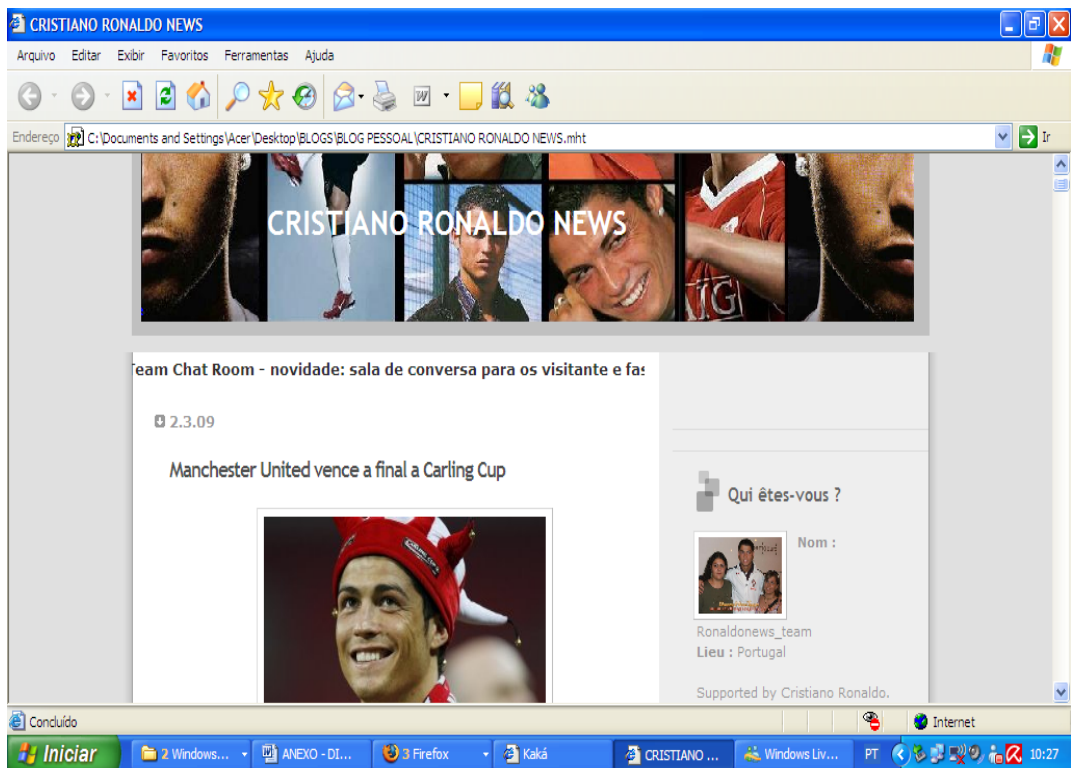 CRISTIANO RONALDO NEWS
Arquivo Editar Exibir Favoritos Ferramentas Ajuda
Endereço C:\Documents and Settings\Acer\Desktop\BLOGS\BLOG PESSOAL\CRISTIANO RONALDO NEWS.mht Ir
CRISTIANO RONALDO NEWS
Team Chat Room - novidade: sala de conversa para os visitante e fas
2.3.09
Manchester United vence a final a Carling Cup
Qui êtes-vous ?
Nom :
Ronaldonews_team
Lieu : Portugal
Supported by Cristiano Ronaldo.
Concluído Internet
Iniciar 2 Windows... ANEXO - DI... 3 Firefox Kaká CRISTIANO ... Windows Liv... PT 10:27